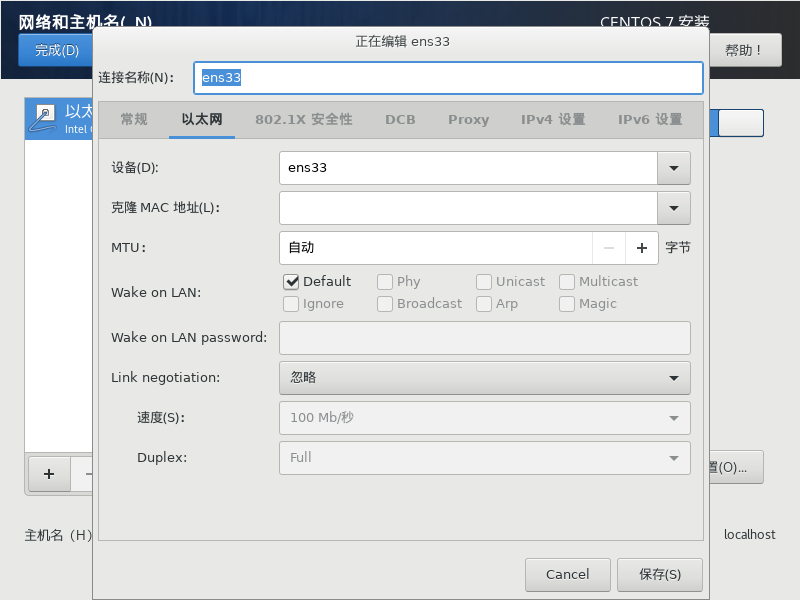 网络和主机名(_N)
CENTOS 7 安装
完成(D)
帮助！
正在编辑 ens33
连接名称(N)：
ens33
以太
Intel
常规
以太网
802.1X 安全性
DCB
Proxy
IPv4 设置
IPv6 设置
设备(D):
ens33
克隆 MAC 地址(L)：
MTU：
自动
字节
Wake on LAN:
Default
Phy
Unicast
Multicast
Ignore
Broadcast
Arp
Magic
Wake on LAN password:
Link negotiation:
忽略
速度(S)：
100 Mb/秒
Duplex:
Full
置(O)...
主机名（H)
localhost
Cancel
保存(S)